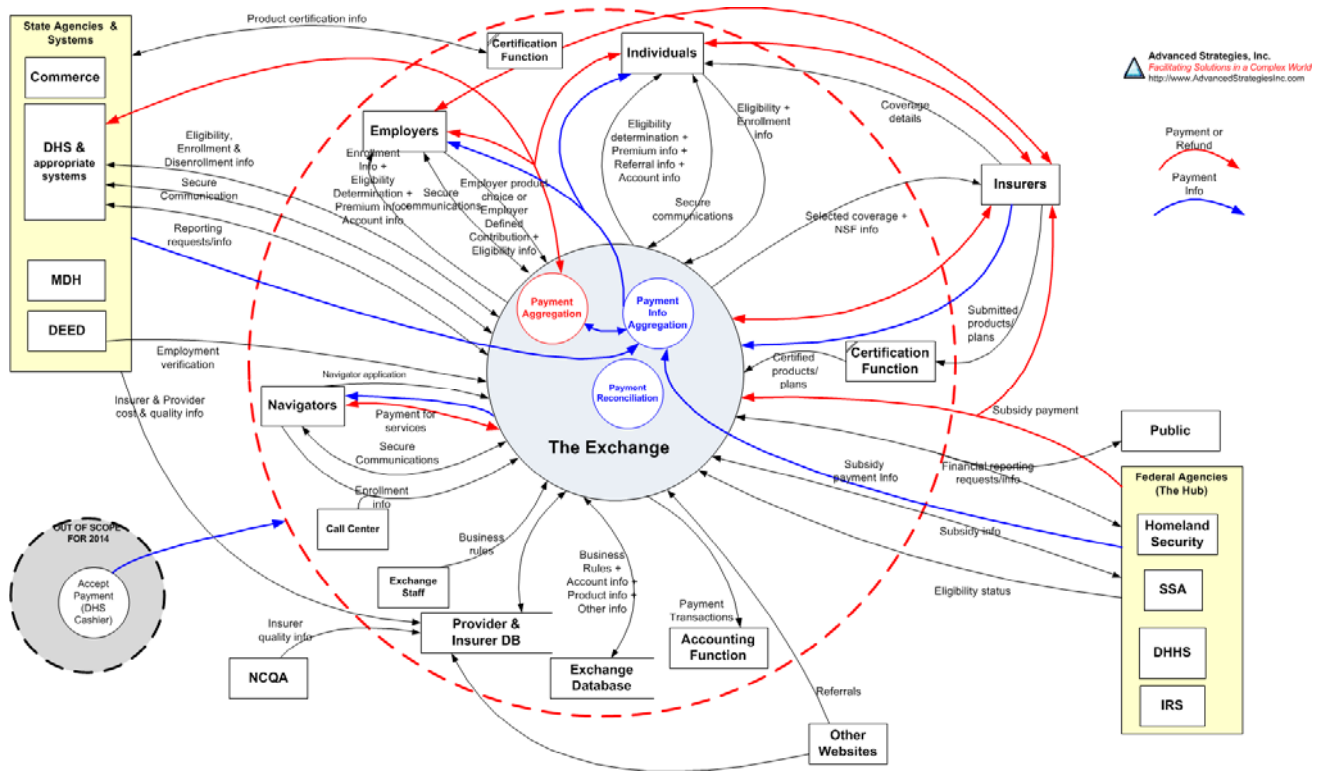 State Agencies &
Systems
Commerce
DHS &
appropriate
systems
MDH
DEED
Product certification info
Certification
Function
Individuals
Advanced Strategies, Inc.
Facilitating Solutions in a Complex World
http://www.AdvancedStrategiesInc.com
Payment or
Refund
Payment
Info
Employers
Eligibility,
Enrollment &
Disenrollment info
Secure
Communication
Reporting
requests/info
Enrollment
Info +
Eligibility
Determination +
Premium info+
Account info
Secure
communications
Employer product
choice or
Employer
Defined
Contribution +
Eligibility info
Eligibility
determination +
Premium info +
Referral info +
Account info
Eligibility +
Enrollment
info
Secure
communications
Coverage
details
Insurers
Selected coverage +
NSF info
Payment
Aggregation
Payment
Info
Aggregation
Payment
Reconciliation
The Exchange
Submitted
products/
plans
Certification
Function
Certified
products/
plans
Employment
verification
Navigator application
Insurer & Provider
cost & quality info
Navigators
Payment for
services
Secure
Communications
Enrollment
info
Call Center
Subsidy payment
Public
Subsidy
payment Info
Financial reporting
requests/info
Federal Agencies
(The Hub)
Homeland
Security
SSA
DHHS
IRS
Subsidy info
Eligibility status
OUT OF SCOPE
FOR 2014
Accept
Payment
(DHS
Cashier)
Business
rules
Exchange
Staff
Business
Rules +
Account info +
Product info +
Other info
Payment
Transactions
Insurer
quality info
Provider &
Insurer DB
NCQA
Exchange
Database
Accounting
Function
Referrals
Other
Websites